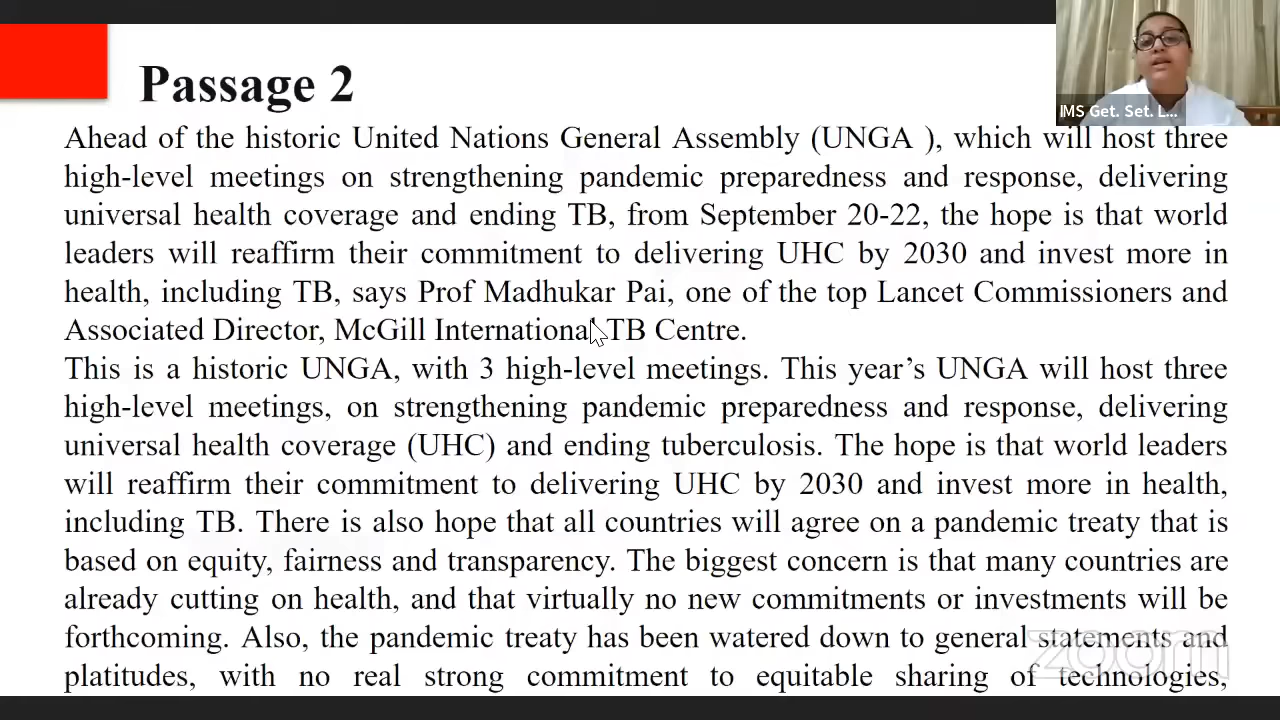 Passage 2
IMS Get. Set. L...
Ahead of the historic United Nations General Assembly (UNGA ), which will host three
high-level meetings on strengthening pandemic preparedness and response, delivering
universal health coverage and ending TB, from September 20-22, the hope is that world
leaders will reaffirm their commitment to delivering UHC by 2030 and invest more in
health, including TB, says Prof Madhukar Pai, one of the top Lancet Commissioners and
Associated Director, McGill International TB Centre.
This is a historic UNGA, with 3 high-level meetings. This year’s UNGA will host three
high-level meetings, on strengthening pandemic preparedness and response, delivering
universal health coverage (UHC) and ending tuberculosis. The hope is that world leaders
will reaffirm their commitment to delivering UHC by 2030 and invest more in health,
including TB. There is also hope that all countries will agree on a pandemic treaty that is
based on equity, fairness and transparency. The biggest concern is that many countries are
already cutting on health, and that virtually no new commitments or investments will be
forthcoming. Also, the pandemic treaty has been watered down to general statements and
platitudes, with no real strong commitment to equitable sharing of technologies,
zoom